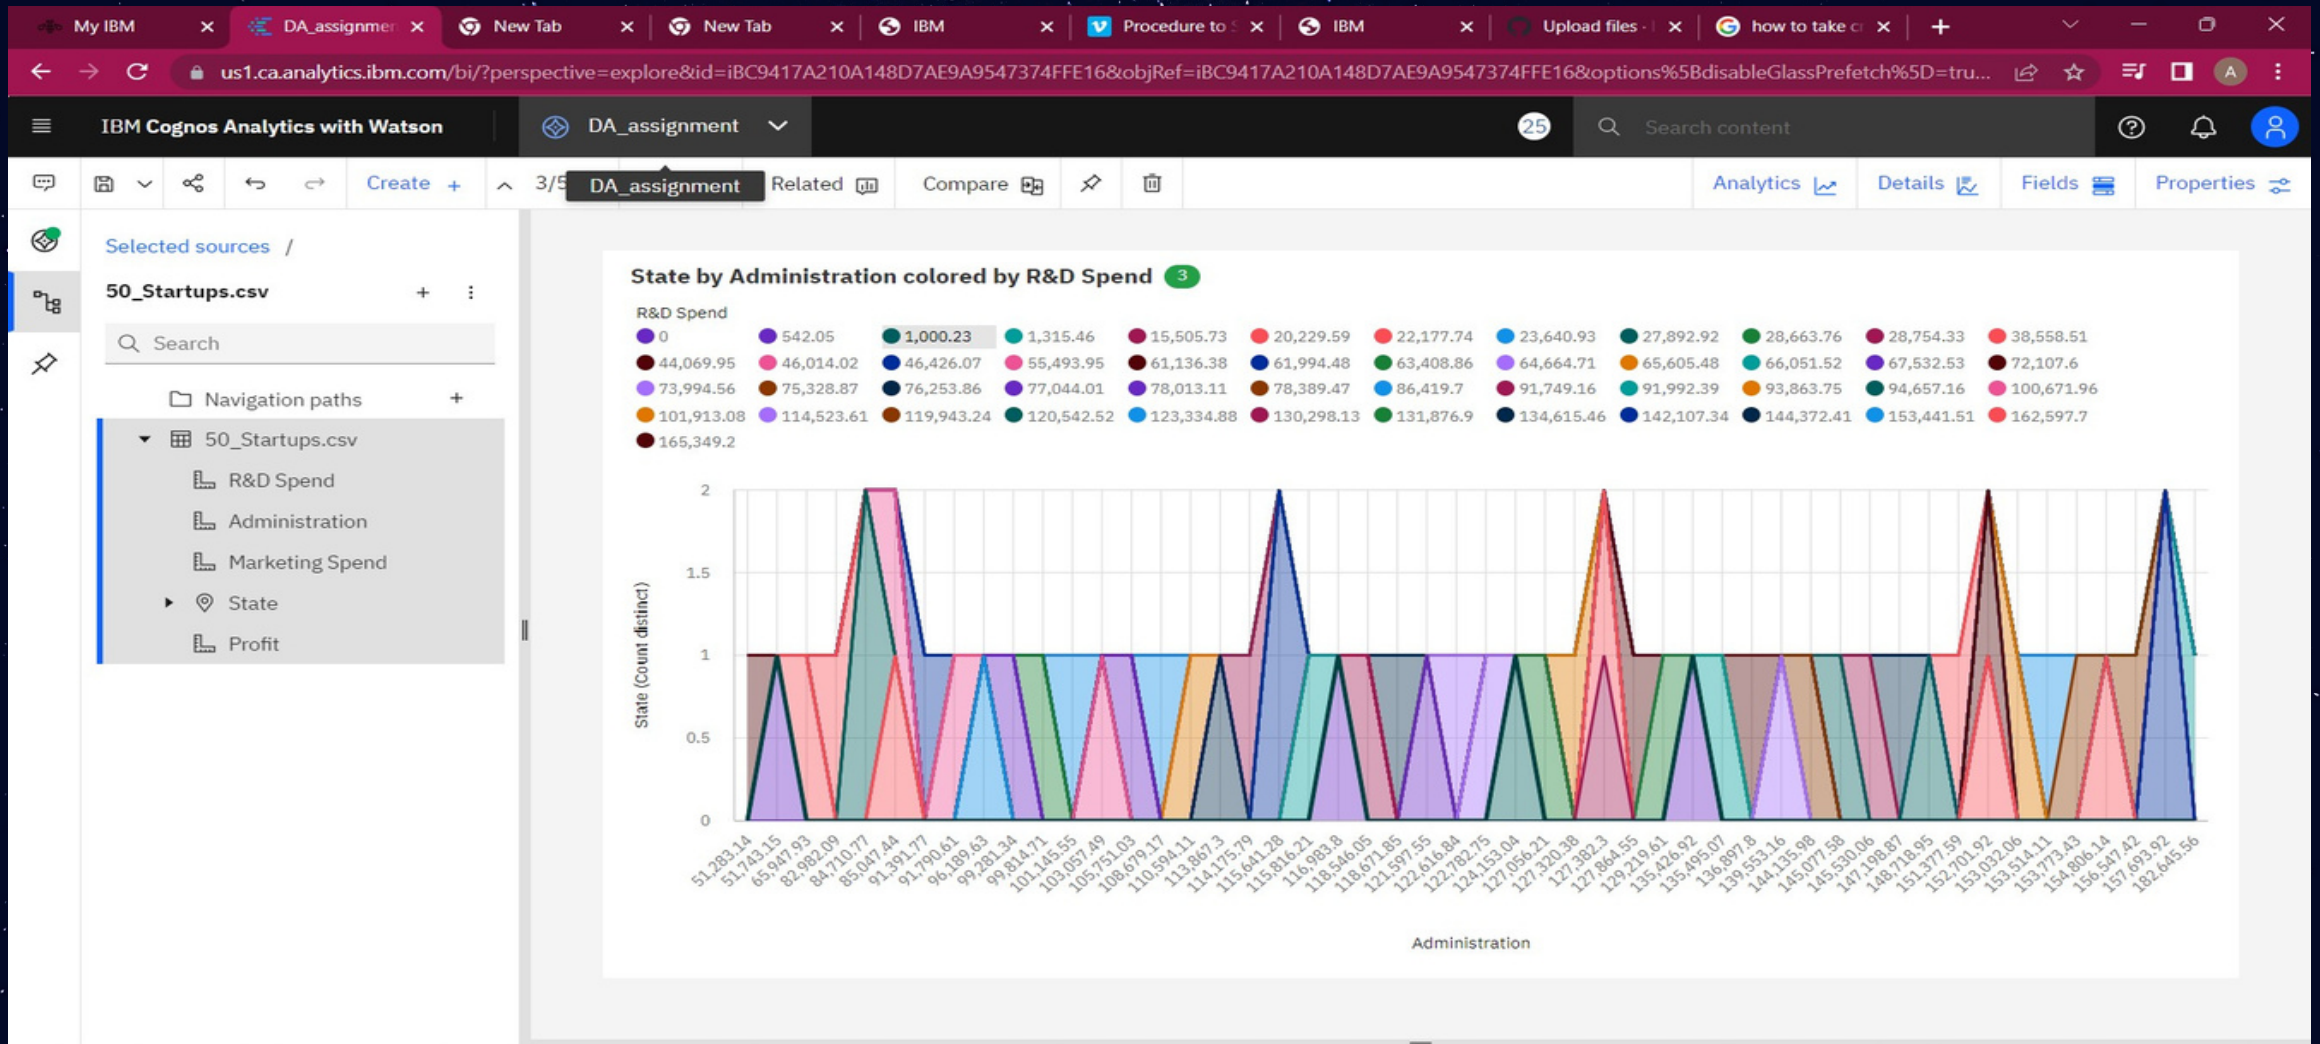 My IBM
DA_assignmen
New Tab
New Tab
IBM
Procedure to S
IBM
Upload files · I
how to take cr
us1.ca.analytics.ibm.com/bi/?perspective=explore&id=iBC9417A210A148D7AE9A9547374FFE16&objRef=iBC9417A210A148D7AE9A9547374FFE16&options%5BdisableGlassPrefetch%5D=tru...
A
IBM Cognos Analytics with Watson
DA_assignment
25
Search content
Create +
3/5
DA_assignment
Related
Compare
Analytics
Details
Fields
Properties
Selected sources /
50_Startups.csv
Search
Navigation paths
50_Startups.csv
R&D Spend
Administration
Marketing Spend
State
Profit
State by Administration colored by R&D Spend 3
R&D Spend
0 542.05 1,000.23 1,315.46 15,505.73 20,229.59 22,177.74 23,640.93 27,892.92 28,663.76 28,754.33 38,558.51
44,069.95 46,014.02 46,426.07 55,493.95 61,136.38 61,994.48 63,408.86 64,664.71 65,605.48 66,051.52 67,532.53 72,107.6
73,994.56 75,328.87 76,253.86 77,044.01 78,013.11 78,389.47 86,419.7 91,749.16 91,992.39 93,863.75 94,657.16 100,671.96
101,913.08 114,523.61 119,943.24 120,542.52 123,334.88 130,298.13 131,876.9 134,615.46 142,107.34 144,372.41 153,441.51 162,597.7
165,349.2
State (Count distinct)
2
1.5
1
0.5
0
51,283.14 51,743.15 65,947.93 82,982.09 84,710.77 85,047.44 91,391.77 91,790.61 96,189.63 99,281.34 99,814.71 101,145.55 103,057.49 105,751.03 108,679.17 110,594.11 113,867.3 114,175.79 115,641.28 115,816.21 116,983.8 118,546.05 118,671.85 121,597.55 122,616.84 122,782.75 124,153.04 127,056.21 127,320.38 127,382.3 127,864.55 129,219.61 135,426.92 135,495.07 136,897.8 139,553.16 144,135.98 145,077.58 145,530.06 147,198.87 148,718.95 151,377.59 152,701.92 153,032.06 153,514.11 153,773.43 154,806.14 156,547.42 157,693.92 182,645.56
Administration